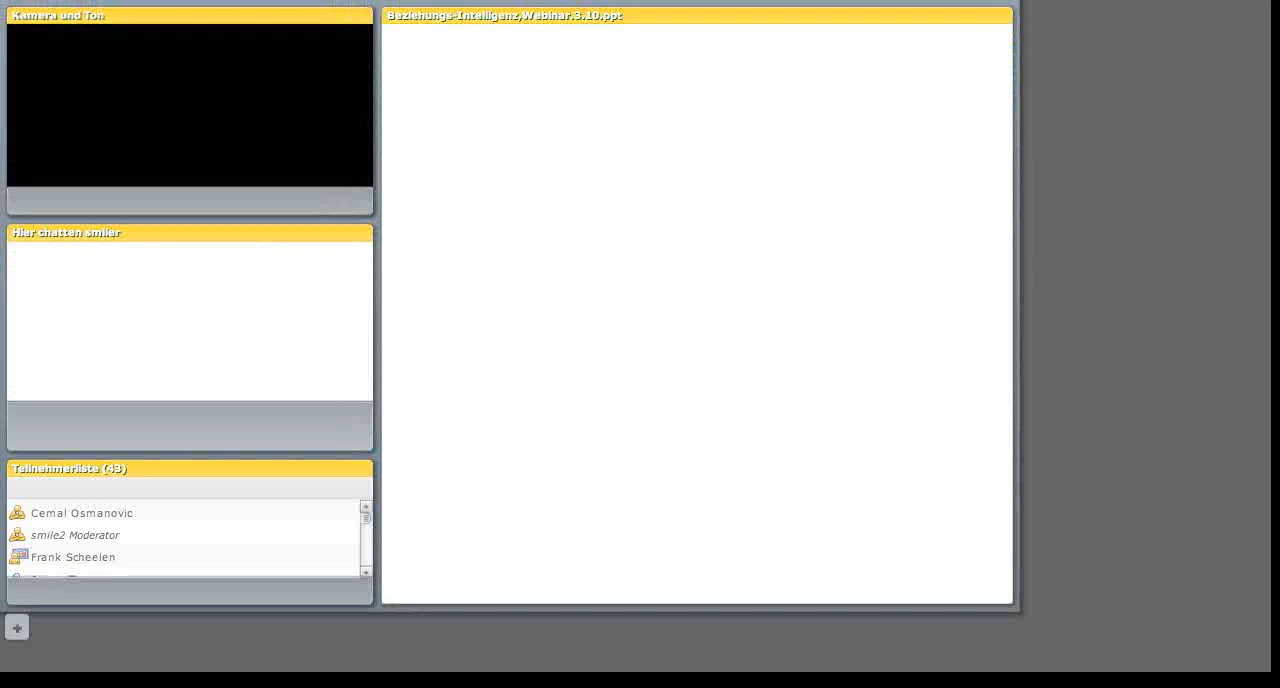 Kamera und Ton
Beziehungs-Intelligenz,Webinar.3.10.ppt
Hier chatten smiler
Teilnehmerliste (43)
Cemal Osmanovic
smile2 Moderator
Frank Scheelen